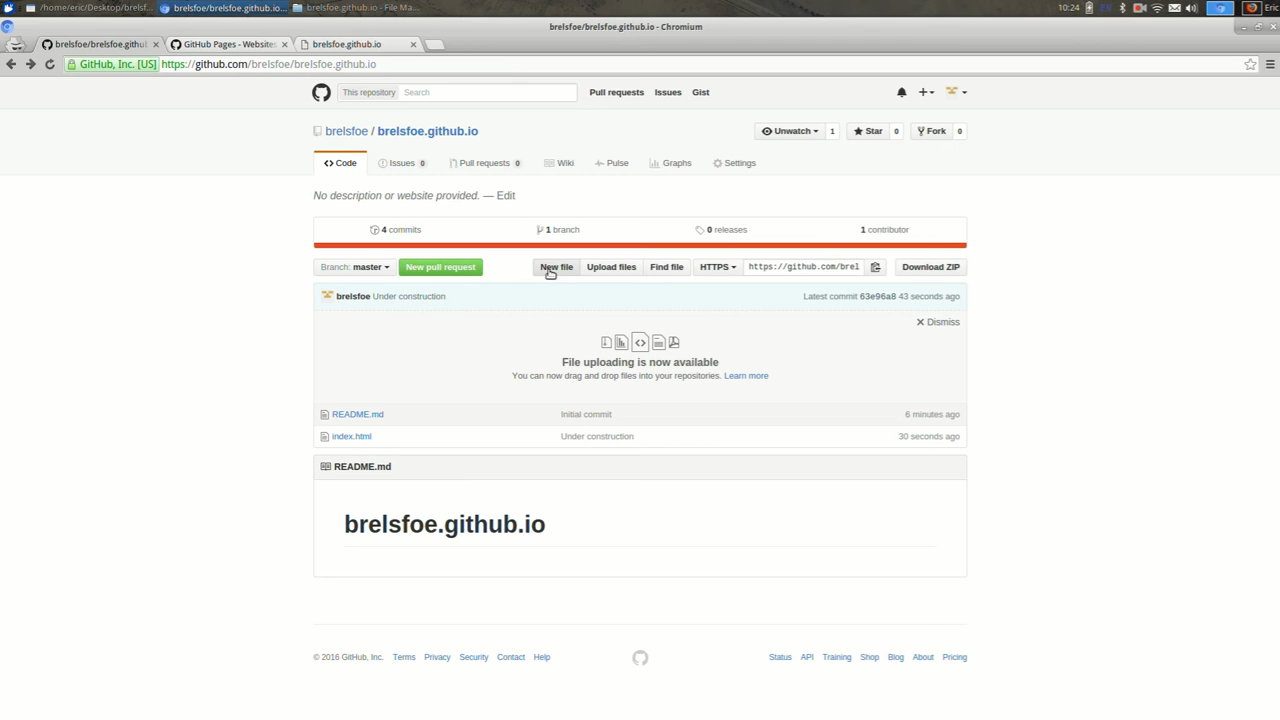 /home/eric/Desktop/brelsf... brelsfoe/brelsfoe.github.io... brelsfoe.github.io - File Ma... 10:24 Eric
brelsfoe/brelsfoe.github.io - Chromium
brelsfoe/brelsfoe.githul GitHub Pages - Websites brelsfoe.github.io
GitHub, Inc. [US] https://github.com/brelsfoe/brelsfoe.github.io
This repository Search Pull requests Issues Gist
brelsfoe / brelsfoe.github.io Unwatch 1 Star 0 Fork 0
Code Issues 0 Pull requests 0 Wiki Pulse Graphs Settings
No description or website provided. — Edit
4 commits 1 branch 0 releases 1 contributor
Branch: master New pull request New file Upload files Find file HTTPS https://github.com/brel Download ZIP
brelsfoe Under construction Latest commit 63e96a8 43 seconds ago
Dismiss
File uploading is now available
You can now drag and drop files into your repositories. Learn more
README.md Initial commit 6 minutes ago
index.html Under construction 30 seconds ago
README.md
brelsfoe.github.io
© 2016 GitHub, Inc. Terms Privacy Security Contact Help Status API Training Shop Blog About Pricing